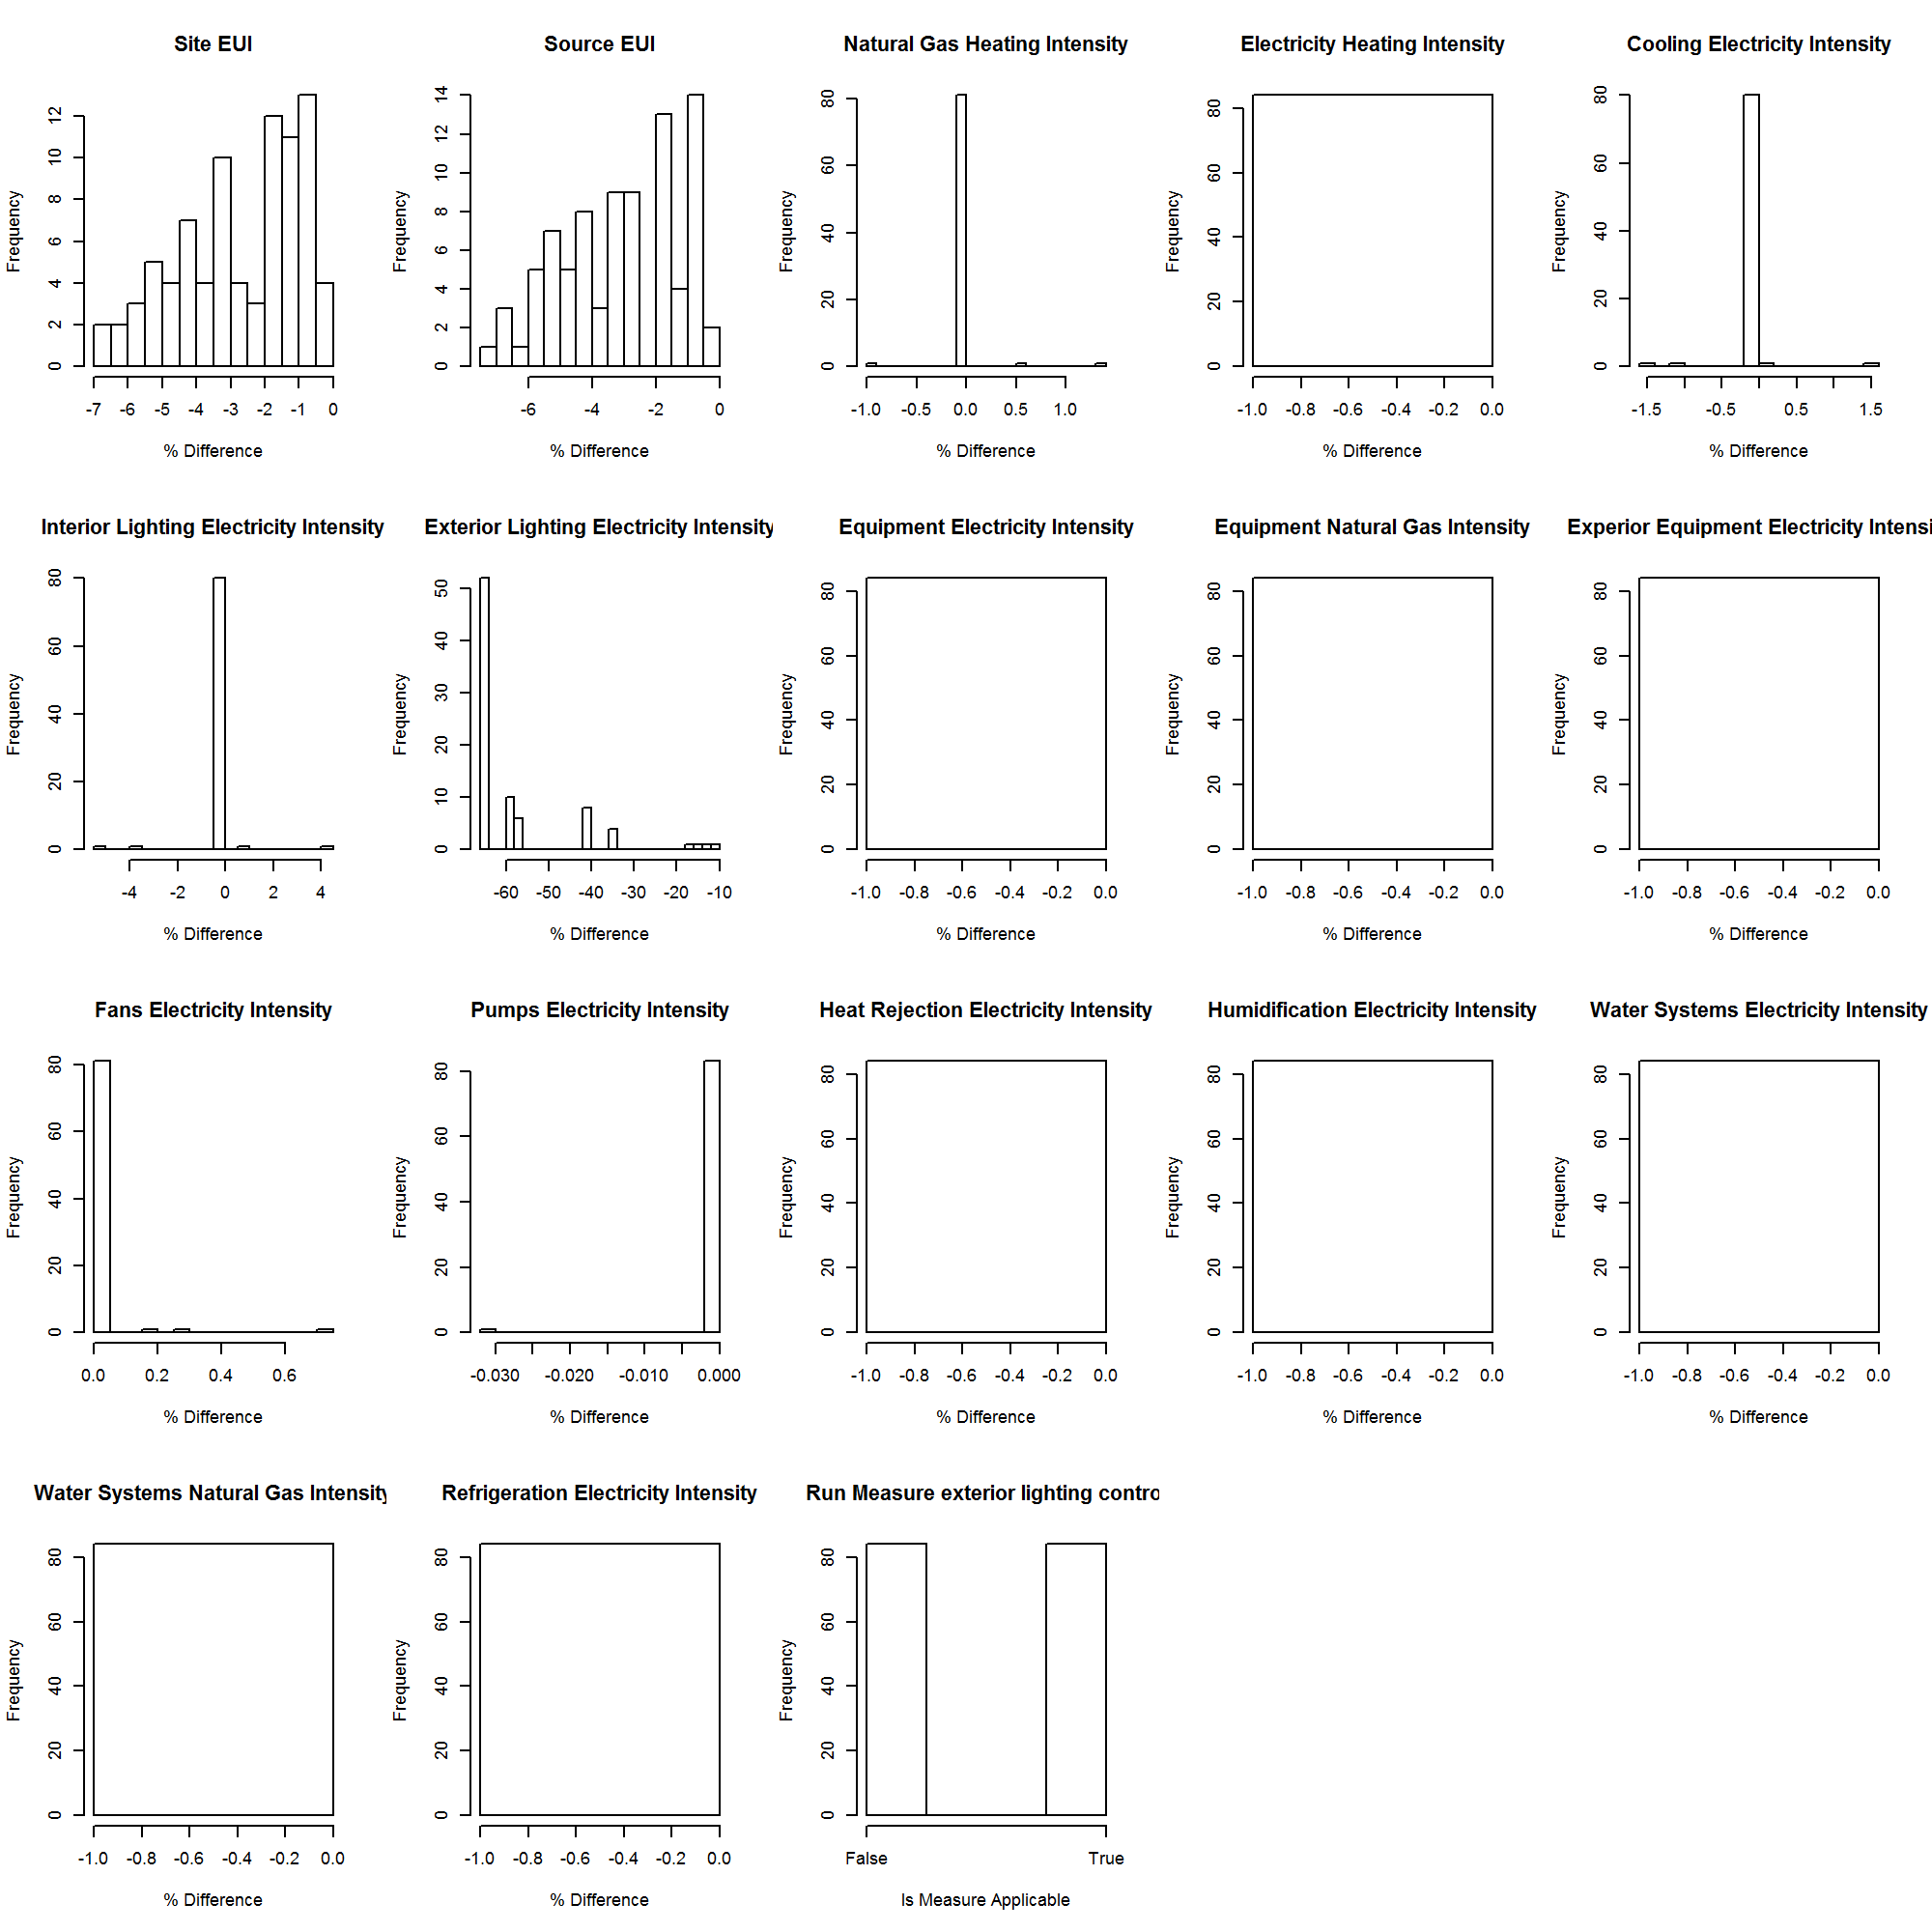 Site EUI
Frequency
0 2 4 6 8 10 12
-7 -6 -5 -4 -3 -2 -1 0
% Difference
Source EUI
Frequency
0 2 4 6 8 10 12 14
-6 -4 -2 0
% Difference
Natural Gas Heating Intensity
Frequency
0 20 40 60 80
-1.0 -0.5 0.0 0.5 1.0
% Difference
Electricity Heating Intensity
Frequency
0 20 40 60 80
-1.0 -0.8 -0.6 -0.4 -0.2 0.0
% Difference
Cooling Electricity Intensity
Frequency
0 20 40 60 80
-1.5 -0.5 0.5 1.5
% Difference
Interior Lighting Electricity Intensity
Frequency
0 20 40 60 80
-4 -2 0 2 4
% Difference
Exterior Lighting Electricity Intensity
Frequency
0 10 20 30 40 50
-60 -50 -40 -30 -20 -10
% Difference
Equipment Electricity Intensity
Frequency
0 20 40 60 80
-1.0 -0.8 -0.6 -0.4 -0.2 0.0
% Difference
Equipment Natural Gas Intensity
Frequency
0 20 40 60 80
-1.0 -0.8 -0.6 -0.4 -0.2 0.0
% Difference
Experior Equipment Electricity Intensi
Frequency
0 20 40 60 80
-1.0 -0.8 -0.6 -0.4 -0.2 0.0
% Difference
Fans Electricity Intensity
Frequency
0 20 40 60 80
0.0 0.2 0.4 0.6
% Difference
Pumps Electricity Intensity
Frequency
0 20 40 60 80
-0.030 -0.020 -0.010 0.000
% Difference
Heat Rejection Electricity Intensity
Frequency
0 20 40 60 80
-1.0 -0.8 -0.6 -0.4 -0.2 0.0
% Difference
Humidification Electricity Intensity
Frequency
0 20 40 60 80
-1.0 -0.8 -0.6 -0.4 -0.2 0.0
% Difference
Water Systems Electricity Intensity
Frequency
0 20 40 60 80
-1.0 -0.8 -0.6 -0.4 -0.2 0.0
% Difference
Water Systems Natural Gas Intensity
Frequency
0 20 40 60 80
-1.0 -0.8 -0.6 -0.4 -0.2 0.0
% Difference
Refrigeration Electricity Intensity
Frequency
0 20 40 60 80
-1.0 -0.8 -0.6 -0.4 -0.2 0.0
% Difference
Run Measure exterior lighting contro
Frequency
0 20 40 60 80
False True
Is Measure Applicable